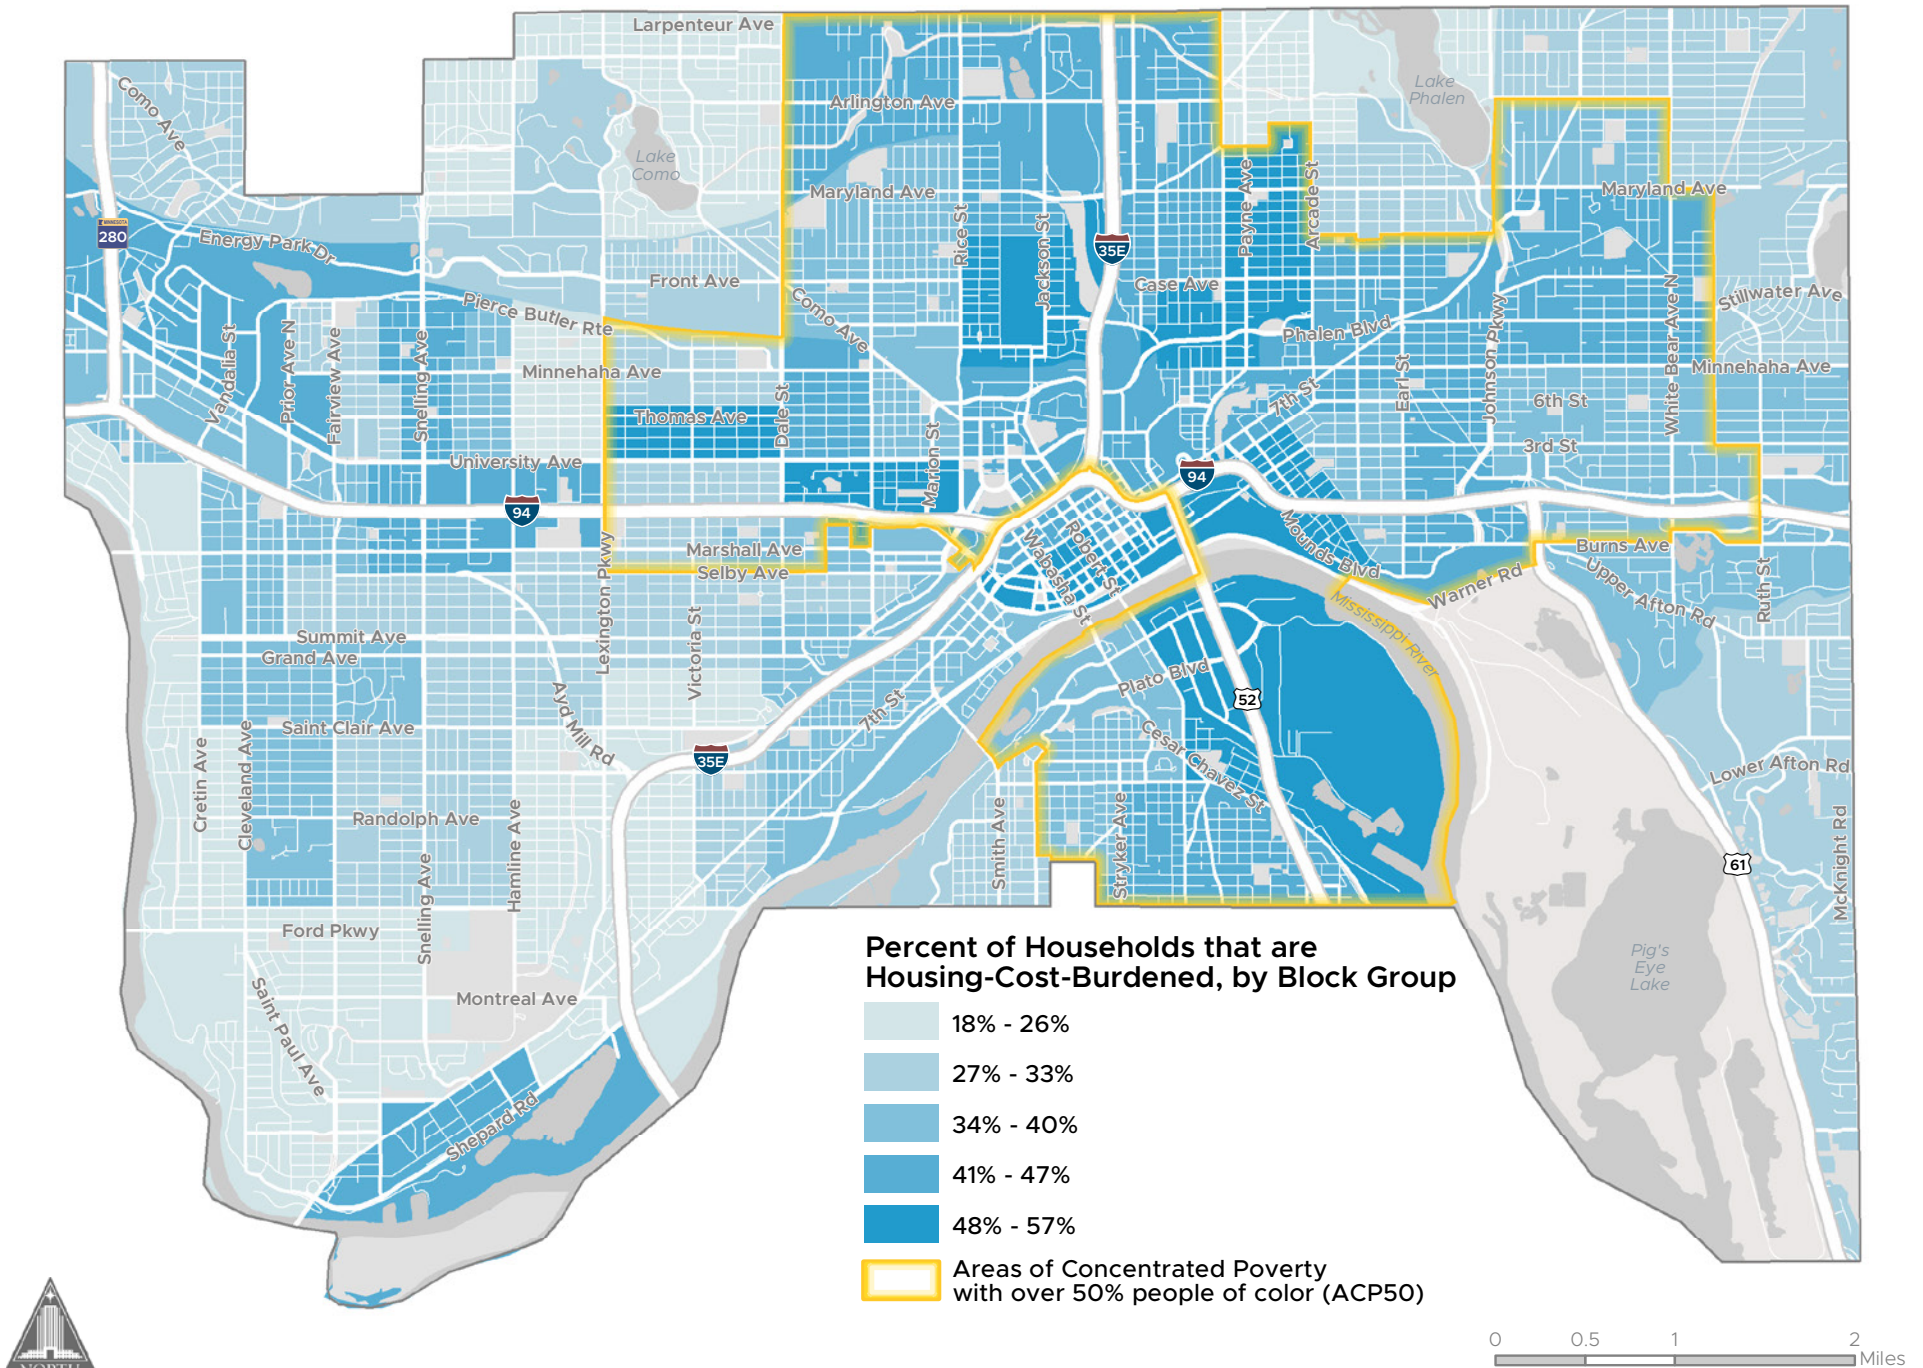 Larpenteur Ave
Como Ave
Lake
Phalen
Arlington Ave
Lake
Como
Maryland Ave
Maryland Ave
MINNESOTA
280
Energy Park Dr
Rice St
Jackson St
35E
Payne Ave
Arcade St
Front Ave
Case Ave
Stillwater Ave
Pierce Butler Rte
Como Ave
Phalen Blvd
Johnson Pkwy
White Bear Ave N
Vandalia St
Prior Ave N
Fairview Ave
Snelling Ave
Minnehaha Ave
Minnehaha Ave
Thomas Ave
Dale St
7th St
Earl St
6th St
3rd St
University Ave
Marion St
94
94
Marshall Ave
Selby Ave
Lexington Pkwy
Wabasha St
Robert St
Mounds Blvd
Burns Ave
Warner Rd
Upper Afton Rd
Ruth St
Mississippi River
Summit Ave
Grand Ave
Victoria St
Plato Blvd
52
Saint Clair Ave
Ayd Mill Rd
7th St
Cesar Chavez St
35E
Cretin Ave
Cleveland Ave
Randolph Ave
Hamline Ave
Snelling Ave
Smith Ave
Stryker Ave
Lower Afton Rd
McKnight Rd
61
Ford Pkwy
Saint Paul Ave
Montreal Ave
Shepard Rd
Pig's
Eye
Lake
Percent of Households that are
Housing-Cost-Burdened, by Block Group
18% - 26%
27% - 33%
34% - 40%
41% - 47%
48% - 57%
Areas of Concentrated Poverty
with over 50% people of color (ACP50)
0 0.5 1 2
Miles
NORTH